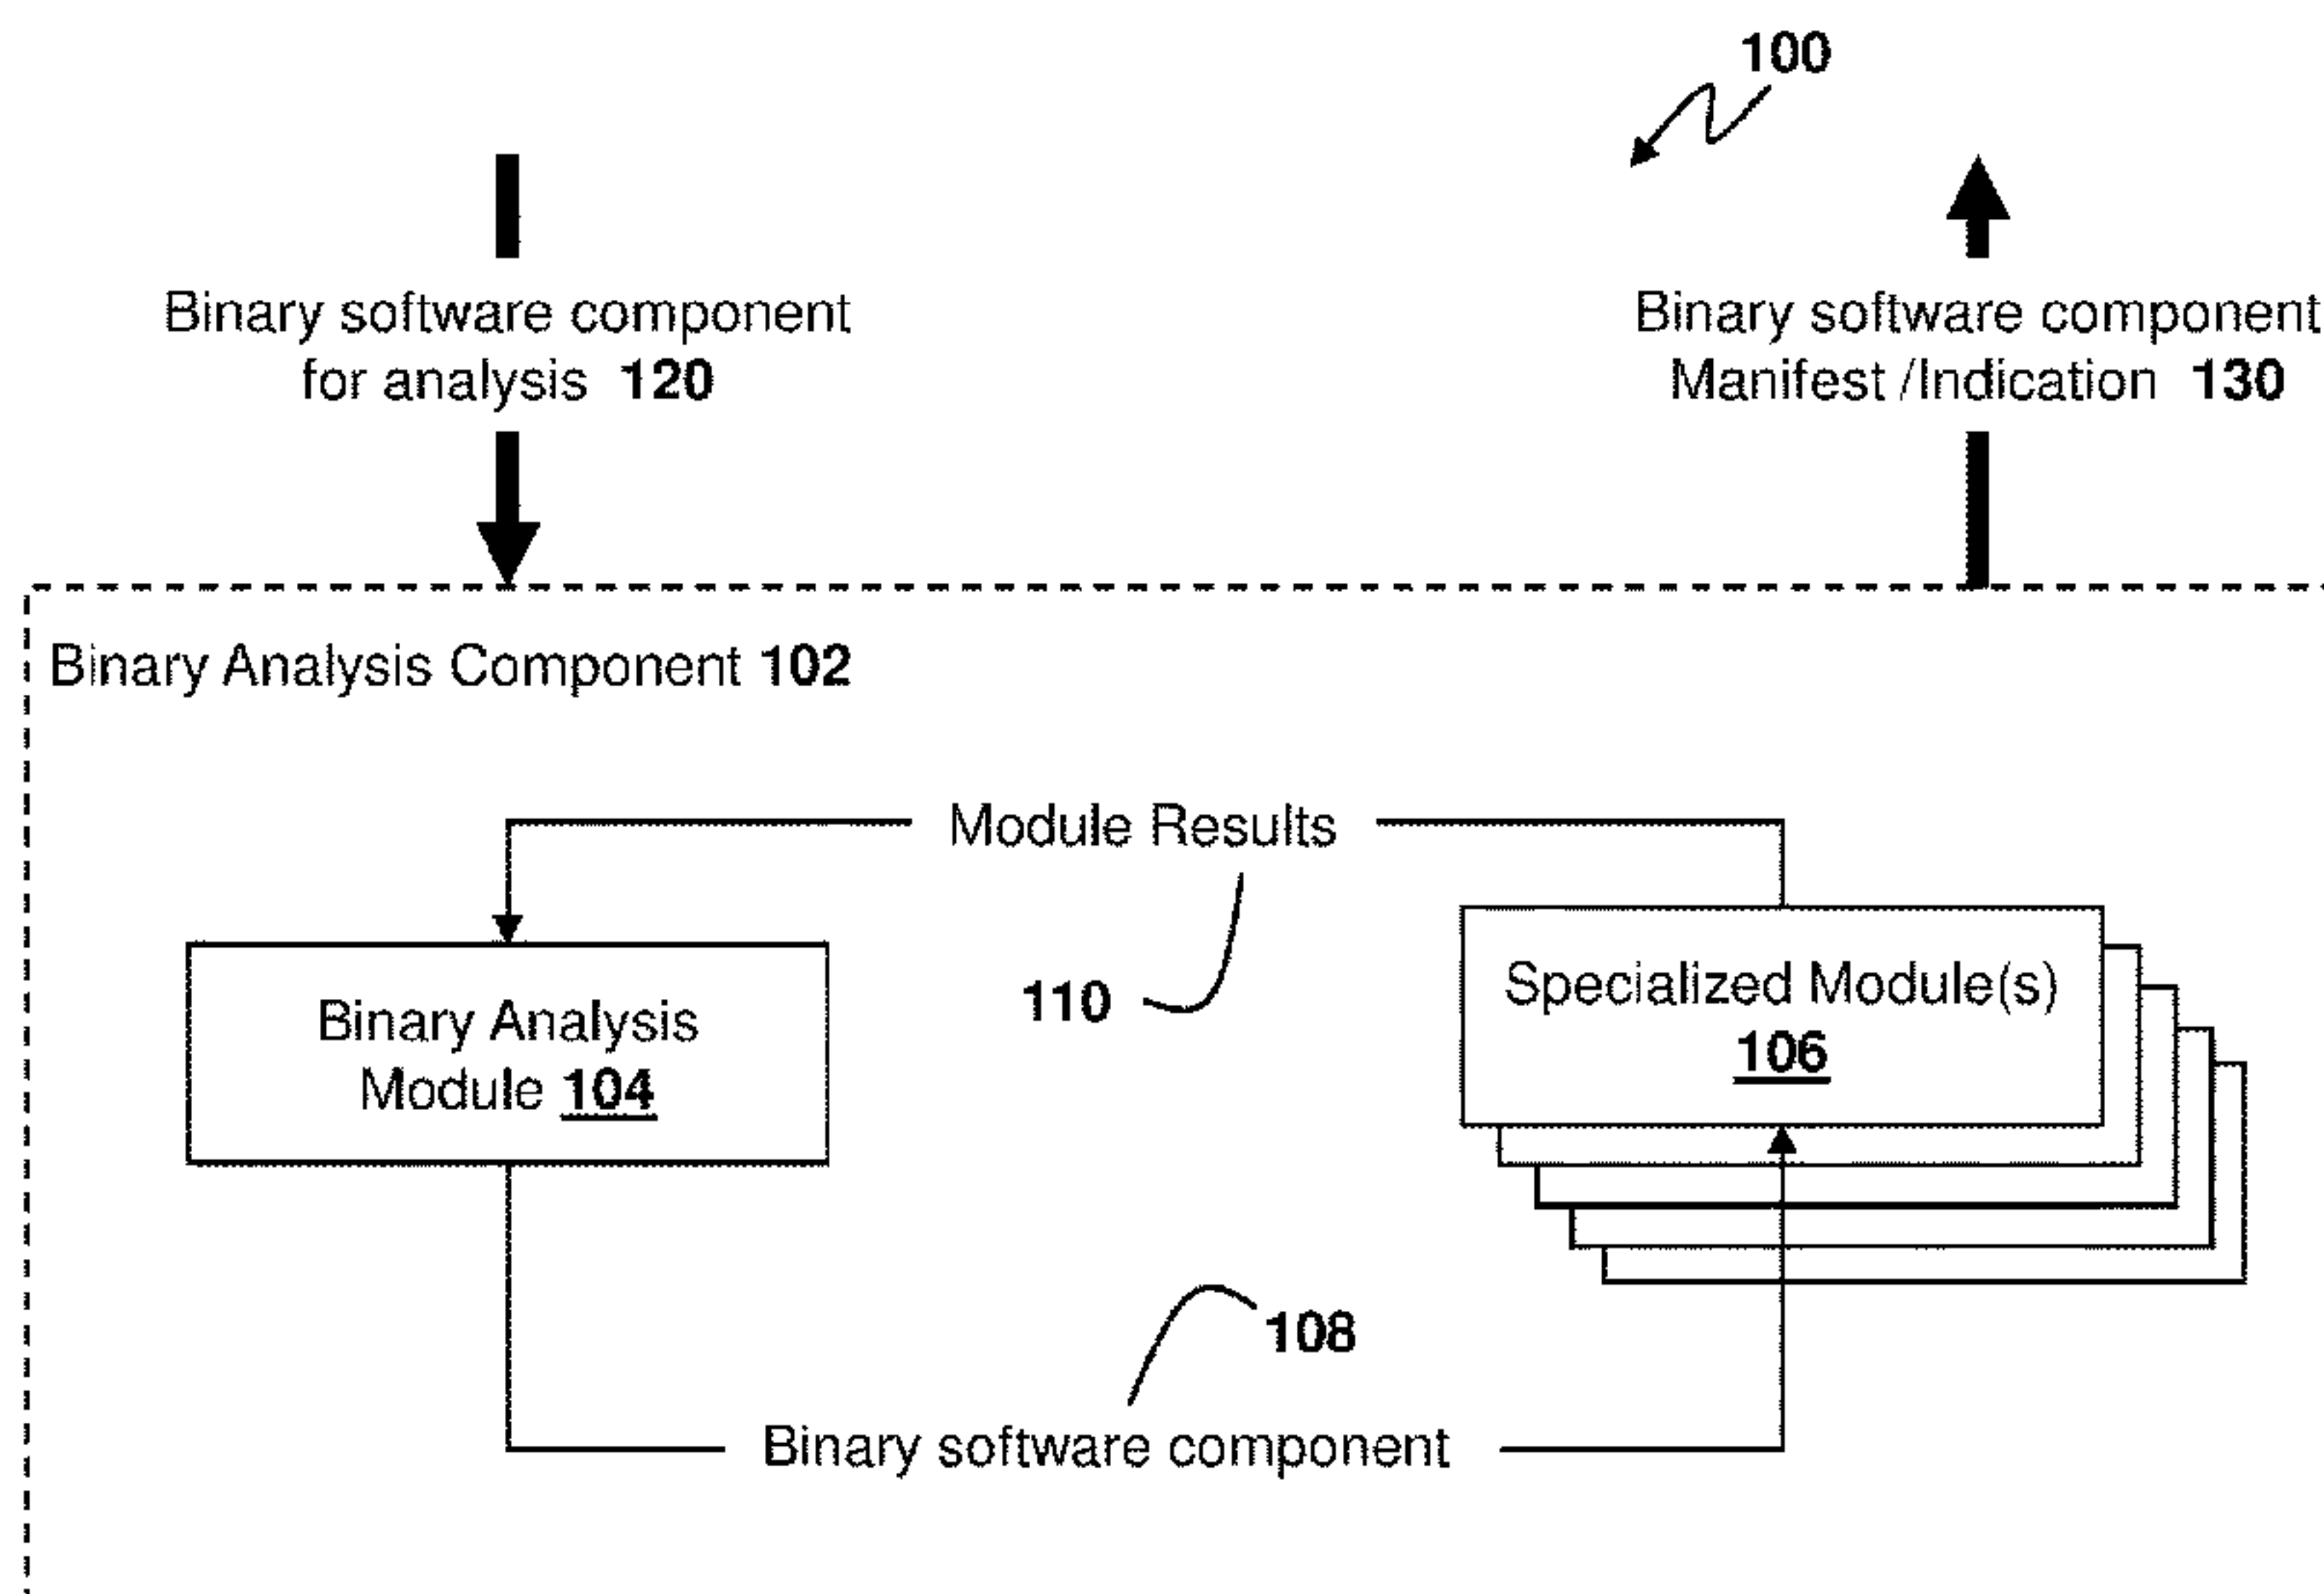 100
Binary software component
for analysis 120
Binary software component
Manifest /Indication 130
Binary Analysis Component 102
Module Results
110
Binary Analysis
Module 104
Specialized Module(s)
106
108
Binary software component